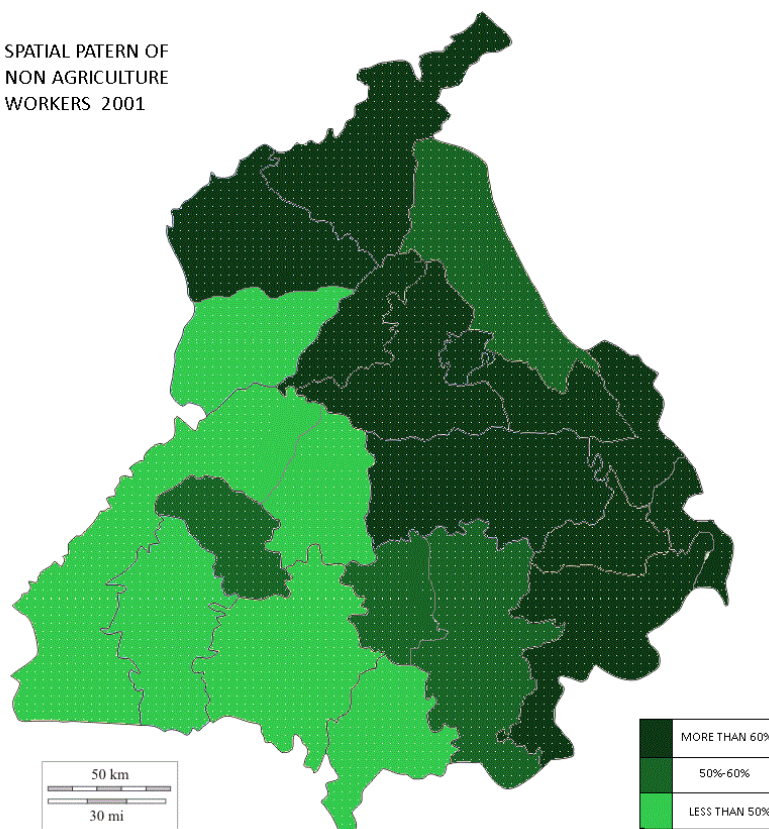 SPATIAL PATERN OF
NON AGRICULTURE
WORKERS 2001
50 km
30 mi
MORE THAN 60%
50%-60%
LESS THAN 50%